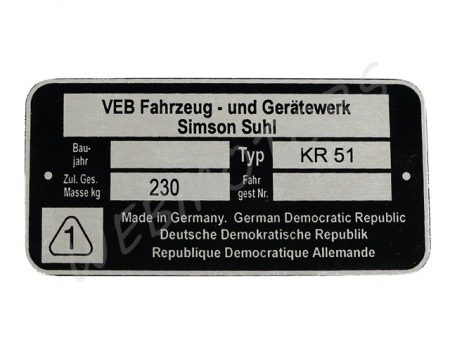 VEB Fahrzeug - und Gerätewerk
Simson Suhl
Bau-
jahr
Typ
KR 51
Zul. Ges.
Masse kg
230
Fahr
gest Nr.
1
Made in Germany. German Democratic Republic
Deutsche Demokratische Republik
Republique Democratique Allemande